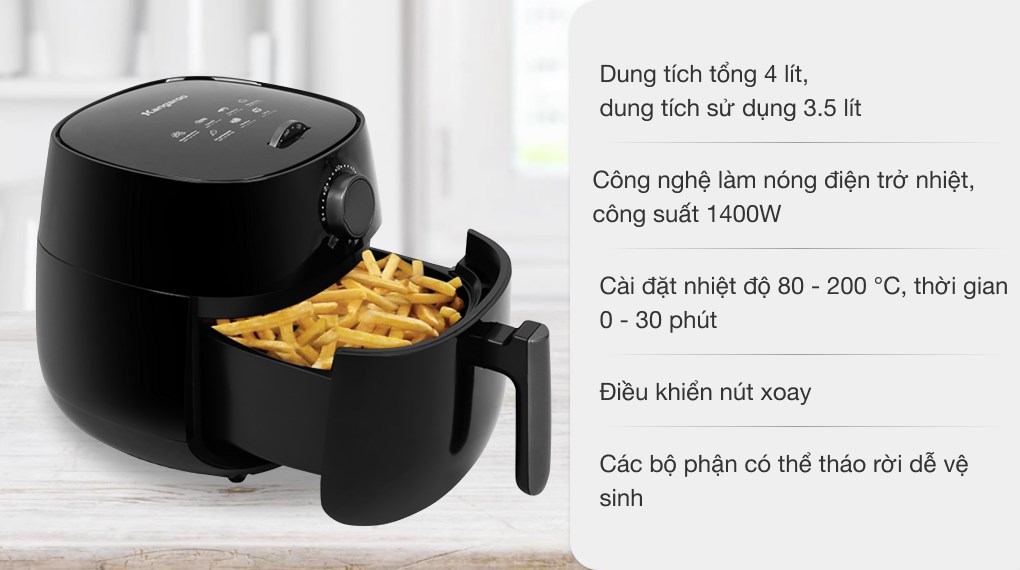 Kangaroo
Dung tích tổng 4 lít,
dung tích sử dụng 3.5 lít
Công nghệ làm nóng điện trở nhiệt,
công suất 1400W
Cài đặt nhiệt độ 80 - 200 °C, thời gian
0 - 30 phút
Điều khiển nút xoay
Các bộ phận có thể tháo rời dễ vệ
sinh